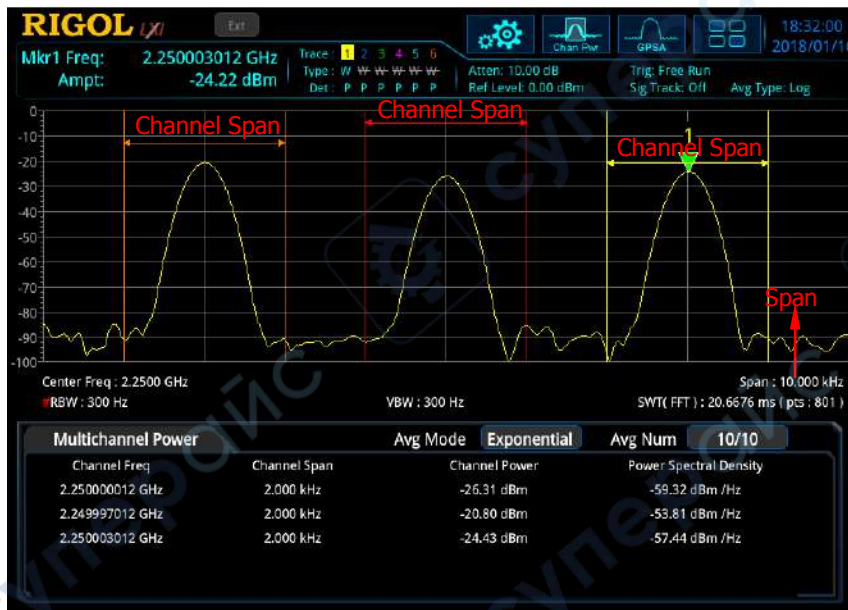 RIGOL LXI Ext
Chan Pwr GPSA 18:32:00
2018/01/1
Mkr1 Freq: 2.250003012 GHz
Ampt: -24.22 dBm
Trace: 1 2 3 4 5 6
Type: W W W W W W
Det: P P P P P P
Atten: 10.00 dB
Ref Level: 0.00 dBm
Trig: Free Run
Sig Track: Off Avg Type: Log
Channel Span
Channel Span
Channel Span
1
Span
0
-10
-20
-30
-40
-50
-60
-70
-80
-90
-100
Center Freq : 2.2500 GHz Span : 10.000 kHz
#RBW : 300 Hz VBW : 300 Hz SWT( FFT ) : 20.6676 ms ( pts : 801 )
Multichannel Power Avg Mode Exponential Avg Num 10/10
Channel Freq Channel Span Channel Power Power Spectral Density
2.250000012 GHz 2.000 kHz -26.31 dBm -59.32 dBm /Hz
2.249997012 GHz 2.000 kHz -20.80 dBm -53.81 dBm /Hz
2.250003012 GHz 2.000 kHz -24.43 dBm -57.44 dBm /Hz
суперайс